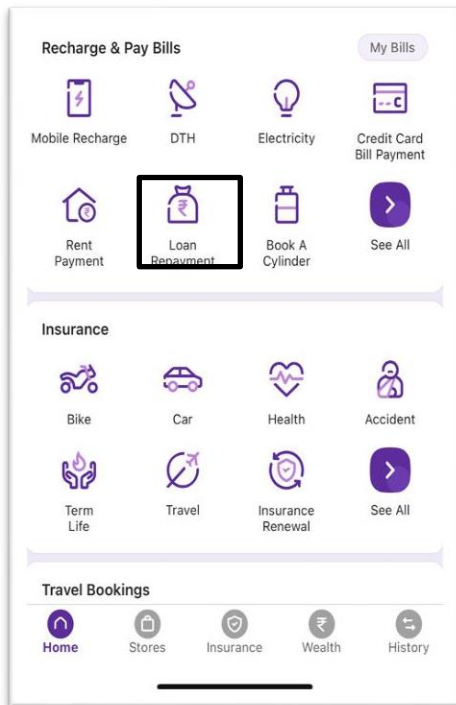 Recharge & Pay Bills
My Bills
Mobile Recharge
DTH
Electricity
Credit Card
Bill Payment
Rent
Payment
Loan
Repayment
Book A
Cylinder
See All
Insurance
Bike
Car
Health
Accident
Term
Life
Travel
Insurance
Renewal
See All
Travel Bookings
Home
Stores
Insurance
Wealth
History